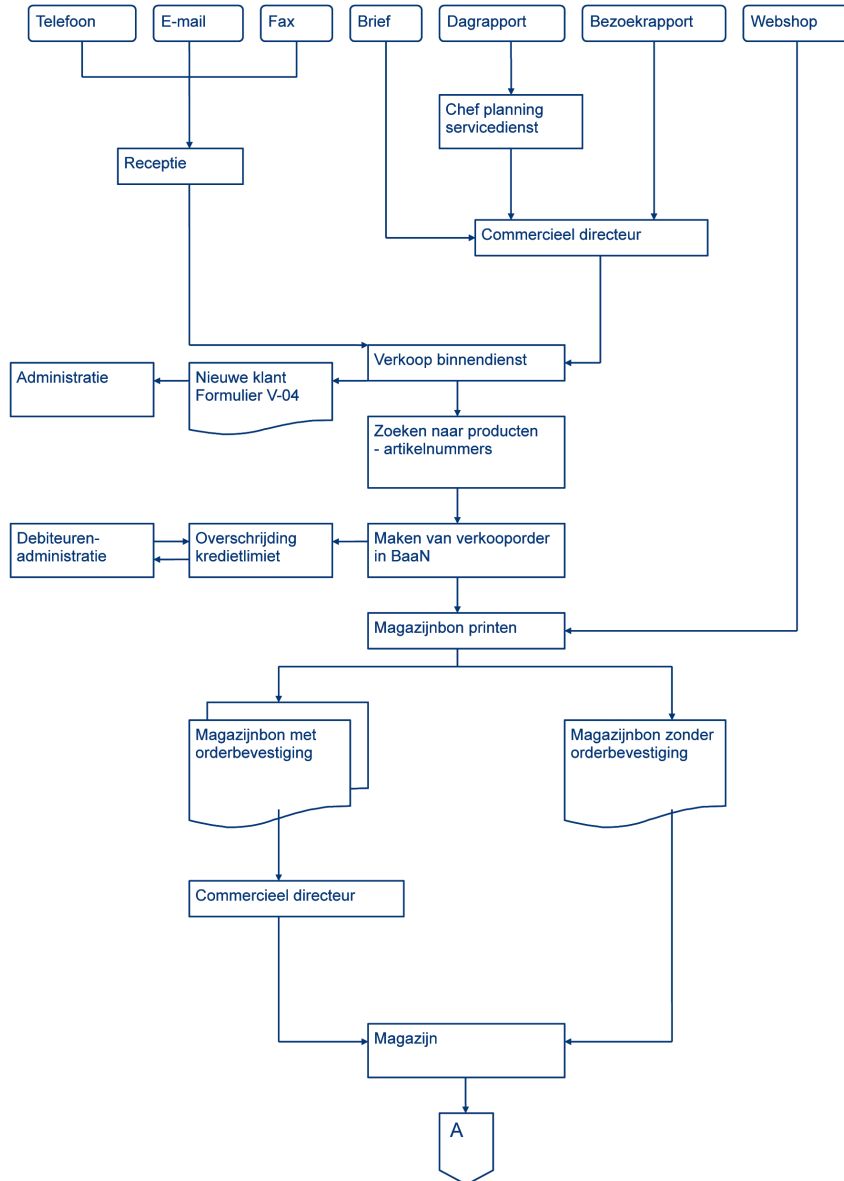 Telefoon
E-mail
Fax
Brief
Dagrapport
Bezoekrapport
Webshop
Chef planning
servicedienst
Receptie
Commercieel directeur
Verkoop binnendienst
Administratie
Nieuwe klant
Formulier V-04
Zoeken naar producten
- artikelnummers
Debiteuren-
administratie
Overschrijding
kredietlimiet
Maken van verkooporder
in BaaN
Magazijnbon printen
Magazijnbon met
orderbevestiging
Magazijnbon zonder
orderbevestiging
Commercieel directeur
Magazijn
A